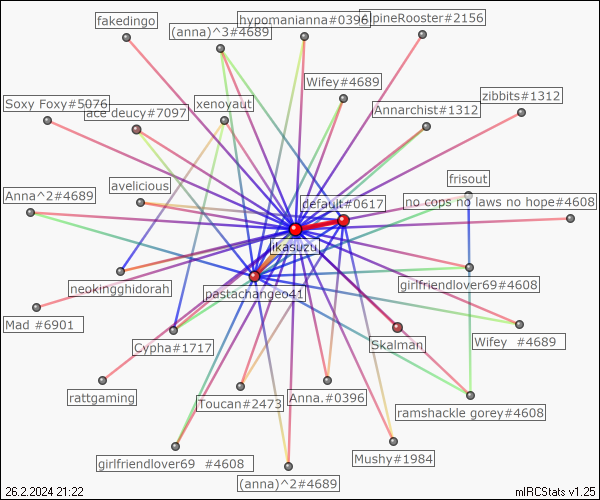 fakedingo
(anna)^3#4689
hypomanianna#0396
AlpineRooster#2156
Wifey#4689
zibbits#1312
Soxy Foxy#5076
ace deucy#7097
xenoyaut
Annarchist#1312
frisout
avelicious
Anna^2#4689
default#0617
no cops no laws no hope#4608
likasuzu
neokingghidorah
pastachangeo41
girlfriendlover69#4608
Mad #6901
Cypha#1717
Skalman
Wifey #4689
rattgaming
Toucan#2473
Anna.#0396
ramshackle gorey#4608
girlfriendlover69 #4608
Mushy#1984
(anna)^2#4689
26.2.2024 21:22
mIRCStats v1.25